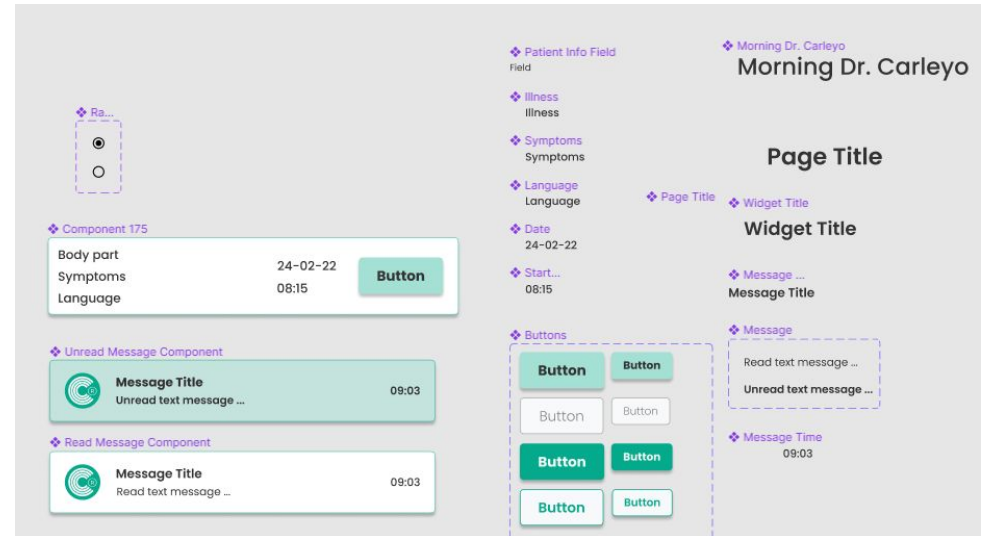 Ra...
Component 175
Body part
Symptoms
Language
24-02-22
08:15
Button
Unread Message Component
Message Title
Unread text message ...
09:03
Read Message Component
Message Title
Read text message ...
09:03
Patient Info Field
Field
Illness
Illness
Symptoms
Symptoms
Language
Language
Date
24-02-22
Start...
08:15
Buttons
Button
Button
Button
Button
Button
Button
Button
Button
Morning Dr. Carleyo
Morning Dr. Carleyo
Page Title
Page Title
Widget Title
Widget Title
Message ...
Message Title
Message
Read text message ...
Unread text message ...
Message Time
09:03